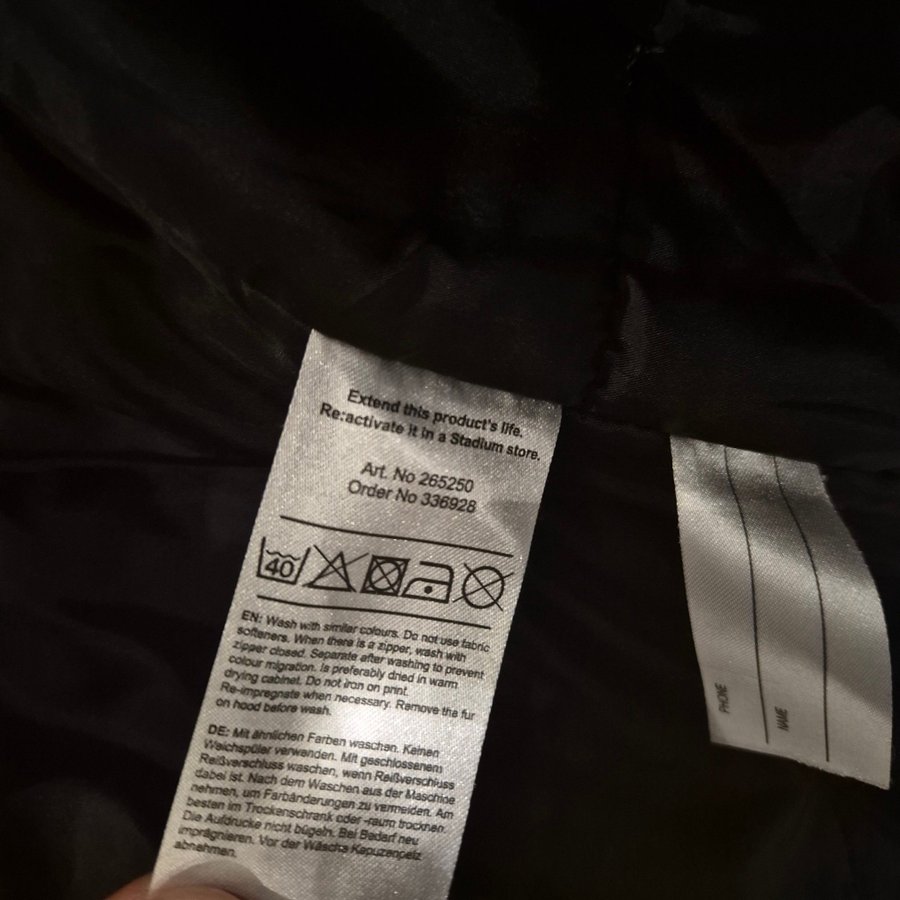 Extend this product's life.
Re:activate it in a Stadium store.
Art. No 265250
Order No 336928
40
EN: Wash with similar colours. Do not use fabric
softeners. When there is a zipper, wash with
zipper closed. Separate after washing to prevent
colour migration. Is preferably dried in warm
drying cabinet. Do not iron on print.
Re-impregnate when necessary. Remove the fur
on hood before wash.
DE: Mit ähnlichen Farben waschen. Keinen
Weichspüler verwenden. Mit geschlossenem
Reißverschluss waschen, wenn Reißverschluss
dabei ist. Nach dem Waschen aus der Maschine
nehmen, um Farbänderungen zu vermeiden. Am
besten im Trockenschrank oder -raum trocknen.
Die Aufdrucke nicht bügeln. Bei Bedarf neu
imprägnieren. Vor der Wäscha Kapuzenpelz
abnehmen.
PHONE
NAME